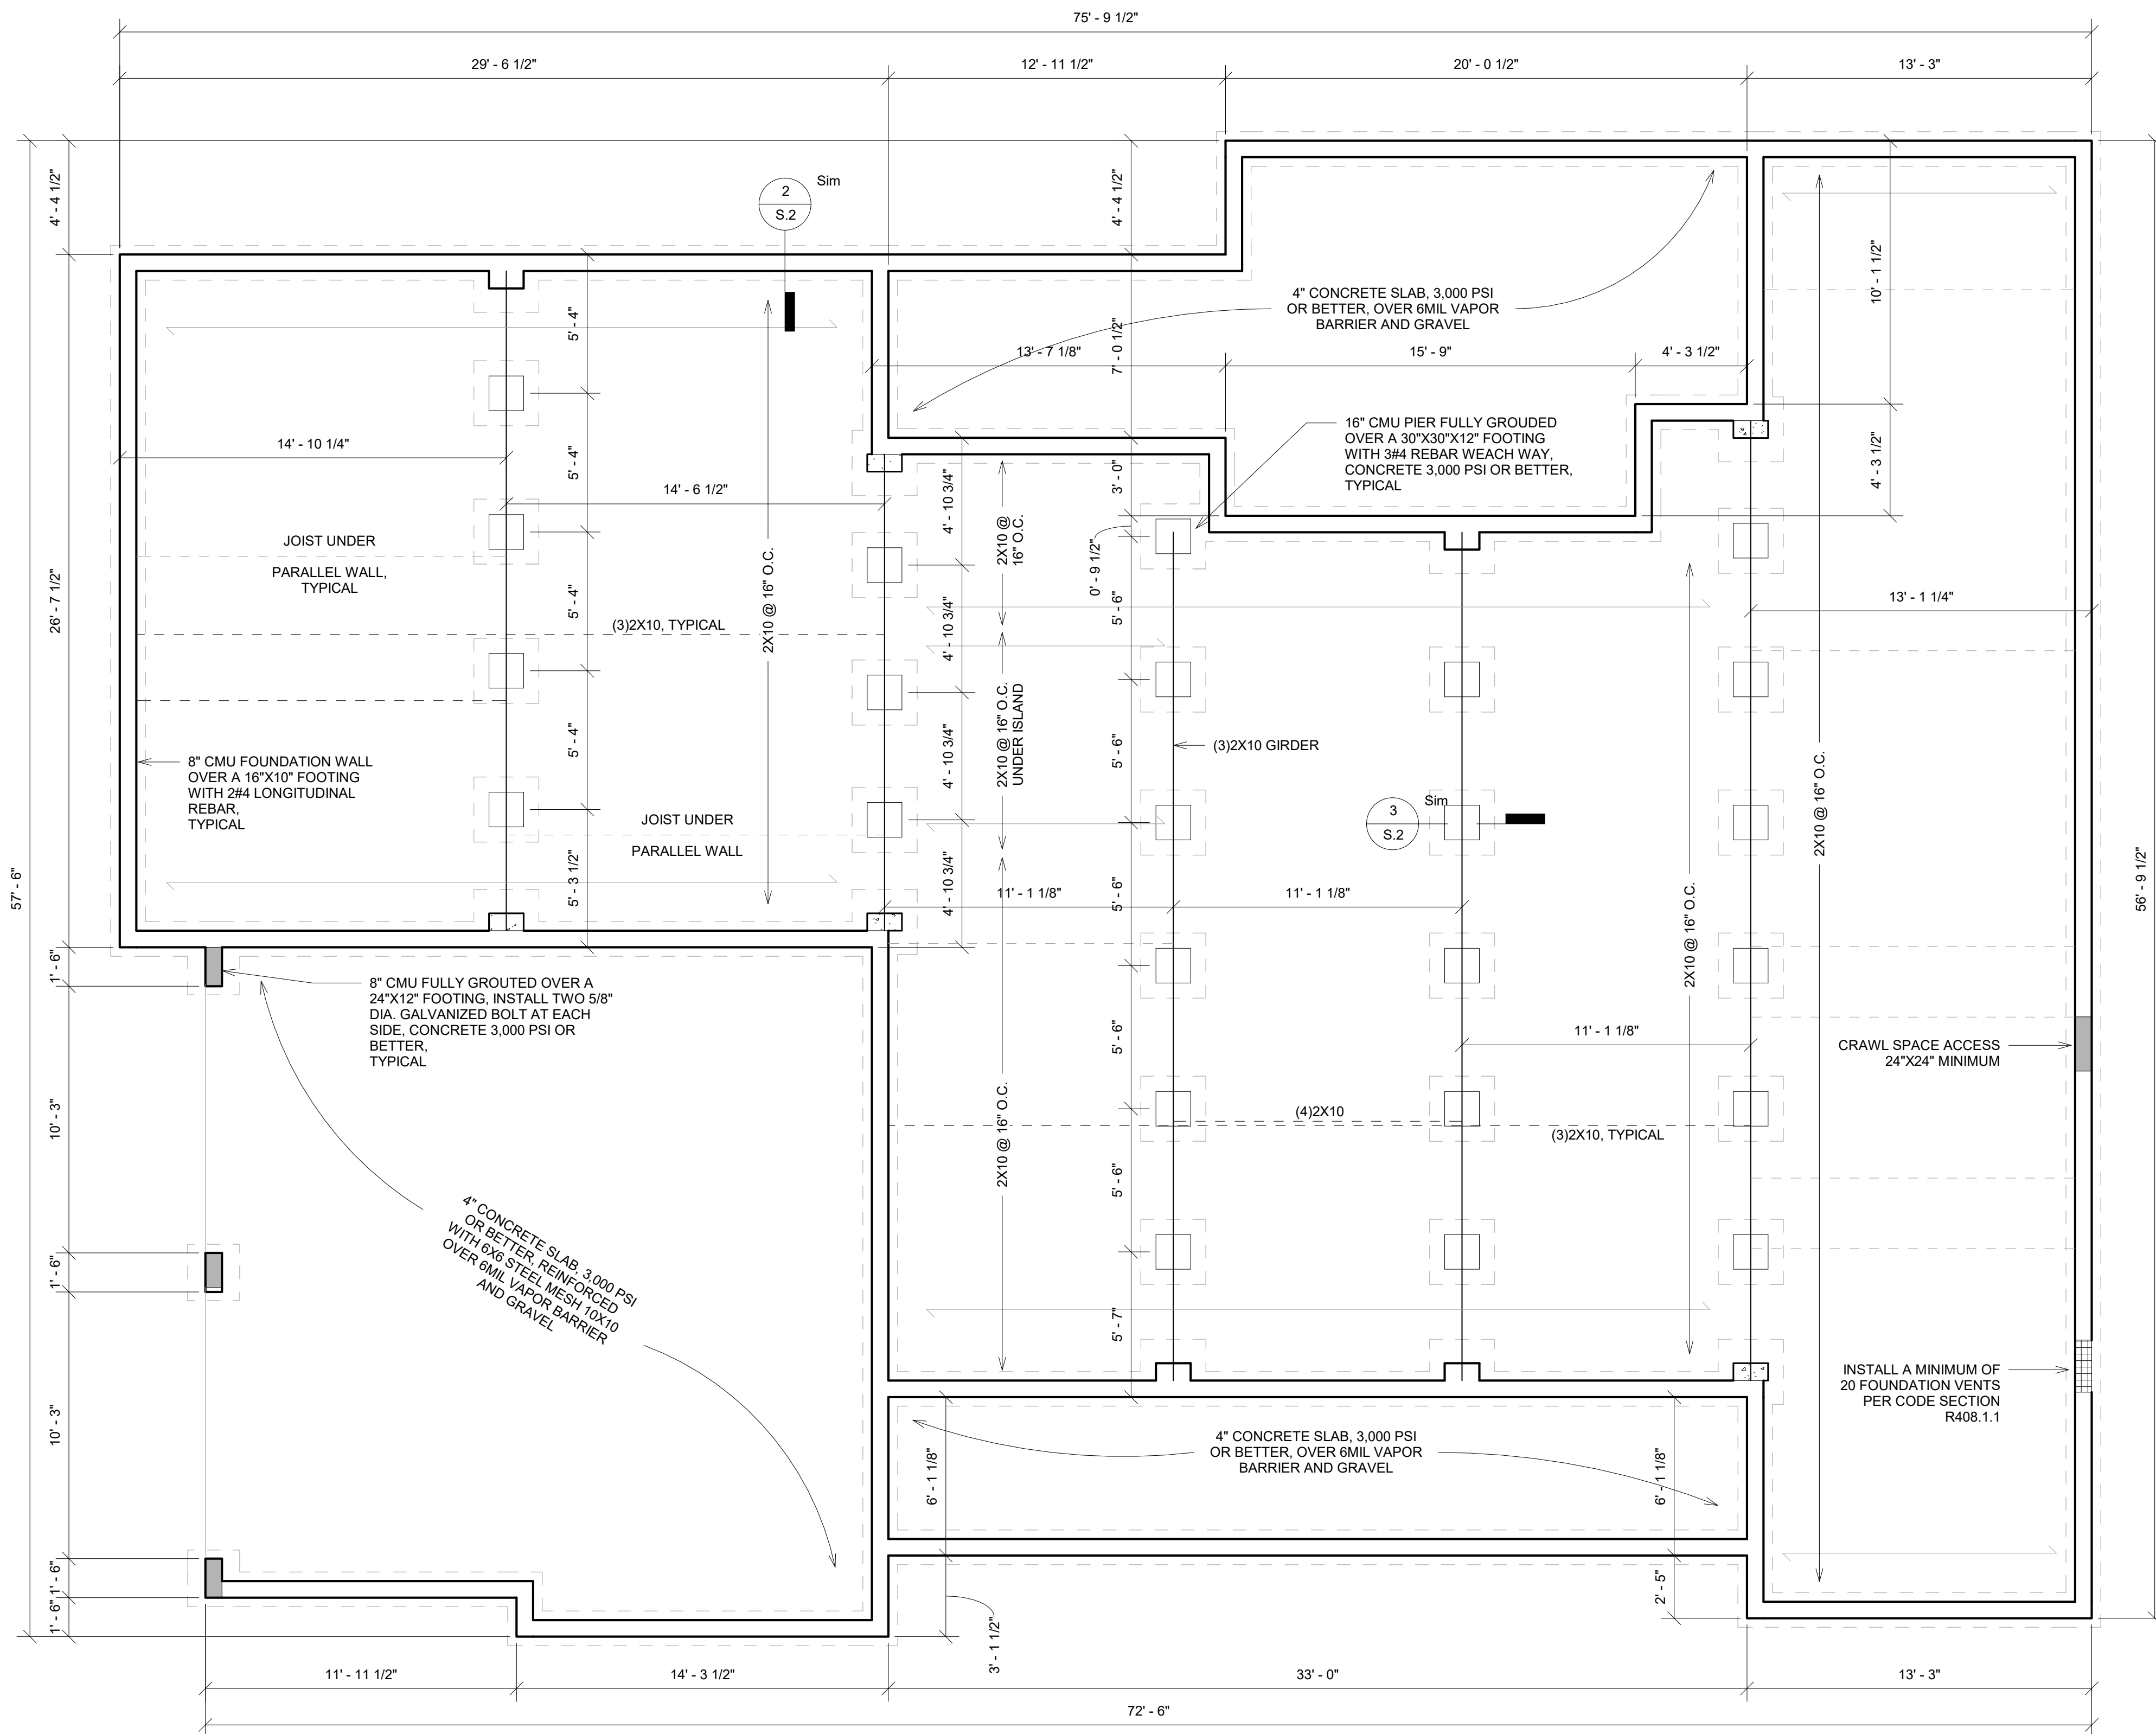 75' - 9 1/2"
29' - 6 1/2"
12' - 11 1/2"
20' - 0 1/2"
13' - 3"
4' - 4 1/2"
2
S.2
Sim
4' - 4 1/2"
10' - 1 1/2"
4" CONCRETE SLAB, 3,000 PSI
OR BETTER, OVER 6MIL VAPOR
BARRIER AND GRAVEL
5' - 4"
7' - 0 1/2"
13' - 7 1/8"
15' - 9"
4' - 3 1/2"
14' - 10 1/4"
5' - 4"
14' - 6 1/2"
4' - 10 3/4"
2X10 @
16" O.C.
3' - 0"
0' - 9 1/2"
16" CMU PIER FULLY GROUDED
OVER A 30"X30"X12" FOOTING
WITH 3#4 REBAR WEACH WAY,
CONCRETE 3,000 PSI OR BETTER,
TYPICAL
4' - 3 1/2"
JOIST UNDER
PARALLEL WALL,
TYPICAL
26' - 7 1/2"
5' - 4"
(3)2X10, TYPICAL
2X10 @ 16" O.C.
4' - 10 3/4"
5' - 6"
13' - 1 1/4"
8" CMU FOUNDATION WALL
OVER A 16"X10" FOOTING
WITH 2#4 LONGITUDINAL
REBAR,
TYPICAL
5' - 4"
4' - 10 3/4"
2X10 @ 16" O.C.
UNDER ISLAND
5' - 6"
(3)2X10 GIRDER
3
S.2
Sim
2X10 @ 16" O.C.
JOIST UNDER
PARALLEL WALL
5' - 3 1/2"
4' - 10 3/4"
11' - 1 1/8"
5' - 6"
11' - 1 1/8"
2X10 @ 16" O.C.
57' - 6"
56' - 9 1/2"
1' - 6"
8" CMU FULLY GROUTED OVER A
24"X12" FOOTING, INSTALL TWO 5/8"
DIA. GALVANIZED BOLT AT EACH
SIDE, CONCRETE 3,000 PSI OR
BETTER,
TYPICAL
5' - 6"
11' - 1 1/8"
CRAWL SPACE ACCESS
24"X24" MINIMUM
10' - 3"
2X10 @ 16" O.C.
(4)2X10
(3)2X10, TYPICAL
5' - 6"
4" CONCRETE SLAB, 3,000 PSI
OR BETTER, REINFORCED
WITH 6X6 STEEL MESH 10X10
OVER 6MIL VAPOR BARRIER
AND GRAVEL
1' - 6"
5' - 7"
INSTALL A MINIMUM OF
20 FOUNDATION VENTS
PER CODE SECTION
R408.1.1
10' - 3"
6' - 1 1/8"
4" CONCRETE SLAB, 3,000 PSI
OR BETTER, OVER 6MIL VAPOR
BARRIER AND GRAVEL
6' - 1 1/8"
1' - 6"
1' - 6"
3' - 1 1/2"
2' - 5"
11' - 11 1/2"
14' - 3 1/2"
33' - 0"
13' - 3"
72' - 6"